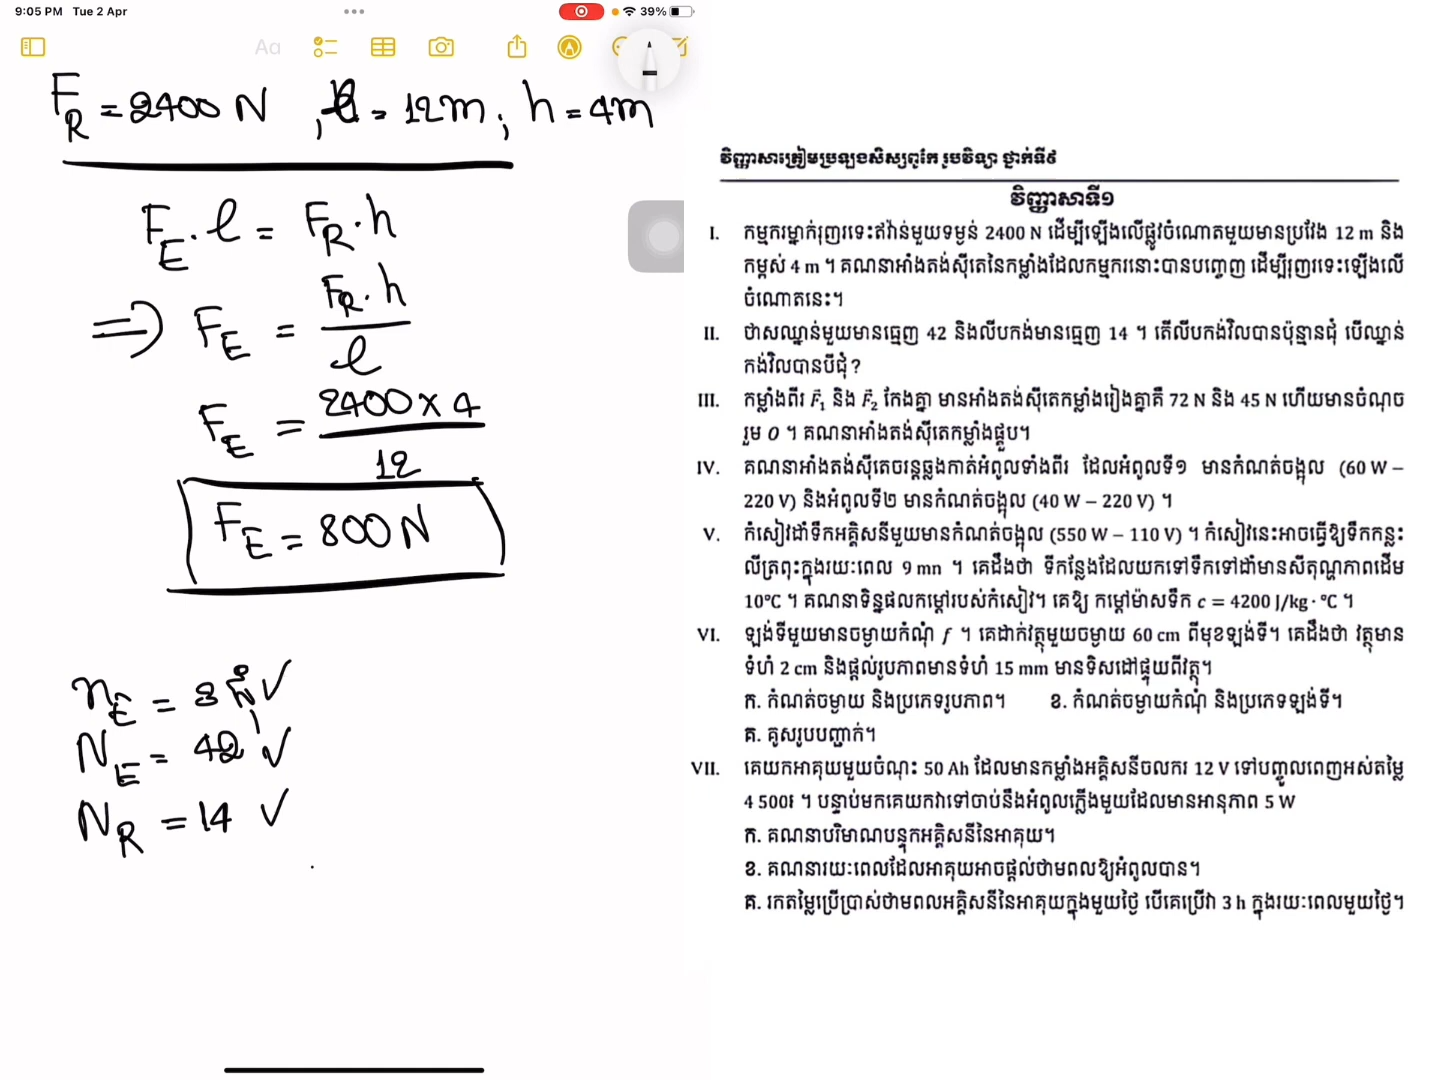 9:05 PM Tue 2 Apr
39%
Aa
F_R = 2400 N , l = 12m ; h = 4m
F_E . l = F_R . h
=> F_E = F_R . h / l
F_E = 2400 x 4 / 12
F_E = 800 N
n_E = 3 ជុំ ✓
N_E = 42 ✓
N_R = 14 ✓
វិញ្ញាសាត្រៀមប្រឡងសិស្សពូកែ រូបវិទ្យា ថ្នាក់ទី៩
វិញ្ញាសាទី១
I. កម្មករម្នាក់រុញរទេះឥវ៉ាន់មួយទម្ងន់ 2400 N ដើម្បីឡើងលើផ្លូវចំណោតមួយមានប្រវែង 12 m និង
កម្ពស់ 4 m ។ គណនាអាំងតង់ស៊ីតេនៃកម្លាំងដែលកម្មករនោះបានបញ្ចេញ ដើម្បីរុញរទេះឡើងលើ
ចំណោតនេះ។
II. ថាសឈ្នាន់មួយមានធ្មេញ 42 និងលីបកង់មានធ្មេញ 14 ។ តើលីបកង់វិលបានប៉ុន្មានជុំ បើឈ្នាន់
កង់វិលបានបីជុំ?
III. កម្លាំងពីរ F⃗₁ និង F⃗₂ កែងគ្នា មានអាំងតង់ស៊ីតេកម្លាំងរៀងគ្នាគឺ 72 N និង 45 N ហើយមានចំណុច
រួម O ។ គណនាអាំងតង់ស៊ីតេកម្លាំងផ្គួប។
IV. គណនាអាំងតង់ស៊ីតេចរន្តឆ្លងកាត់អំពូលទាំងពីរ ដែលអំពូលទី១ មានកំណត់ចង្អុល (60 W –
220 V) និងអំពូលទី២ មានកំណត់ចង្អុល (40 W – 220 V) ។
V. កំសៀវដាំទឹកអគ្គិសនីមួយមានកំណត់ចង្អុល (550 W – 110 V) ។ កំសៀវនេះអាចធ្វើឱ្យទឹកកន្លះ
លីត្រពុះក្នុងរយៈពេល 9 mn ។ គេដឹងថា ទឹកកន្លែងដែលយកទៅទឹកទៅដាំមានសីតុណ្ហភាពដើម
10°C ។ គណនាទិន្នផលកម្ដៅរបស់កំសៀវ។ គេឱ្យ កម្ដៅម៉ាសទឹក c = 4200 J/kg · °C ។
VI. ឡង់ទីមួយមានចម្ងាយកំណុំ f ។ គេដាក់វត្ថុមួយចម្ងាយ 60 cm ពីមុខឡង់ទី។ គេដឹងថា វត្ថុមាន
ទំហំ 2 cm និងផ្ដល់រូបភាពមានទំហំ 15 mm មានទិសដៅផ្ទុយពីវត្ថុ។
ក. កំណត់ចម្ងាយ និងប្រភេទរូបភាព។ ខ. កំណត់ចម្ងាយកំណុំ និងប្រភេទឡង់ទី។
គ. គូសរូបបញ្ជាក់។
VII. គេយកអាគុយមួយចំណុះ 50 Ah ដែលមានកម្លាំងអគ្គិសនីចលករ 12 V ទៅបញ្ចូលពេញអស់តម្លៃ
4 500៛ ។ បន្ទាប់មកគេយកវាទៅចាប់នឹងអំពូលភ្លើងមួយដែលមានអានុភាព 5 W
ក. គណនាបរិមាណបន្ទុកអគ្គិសនីនៃអាគុយ។
ខ. គណនារយៈពេលដែលអាគុយអាចផ្ដល់ថាមពលឱ្យអំពូលបាន។
គ. រកតម្លៃប្រើប្រាស់ថាមពលអគ្គិសនីនៃអាគុយក្នុងមួយថ្ងៃ បើគេប្រើវា 3 h ក្នុងរយៈពេលមួយថ្ងៃ។